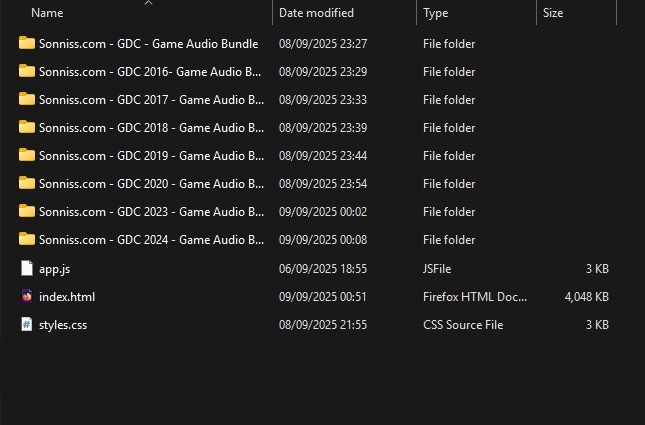 Name Date modified Type Size
Sonniss.com - GDC - Game Audio Bundle 08/09/2025 23:27 File folder
Sonniss.com - GDC 2016- Game Audio B... 08/09/2025 23:29 File folder
Sonniss.com - GDC 2017 - Game Audio B... 08/09/2025 23:33 File folder
Sonniss.com - GDC 2018 - Game Audio B... 08/09/2025 23:39 File folder
Sonniss.com - GDC 2019 - Game Audio B... 08/09/2025 23:44 File folder
Sonniss.com - GDC 2020 - Game Audio B... 08/09/2025 23:54 File folder
Sonniss.com - GDC 2023 - Game Audio B... 09/09/2025 00:02 File folder
Sonniss.com - GDC 2024 - Game Audio B... 09/09/2025 00:08 File folder
app.js 06/09/2025 18:55 JSFile 3 KB
index.html 09/09/2025 00:51 Firefox HTML Doc... 4,048 KB
styles.css 08/09/2025 21:55 CSS Source File 3 KB